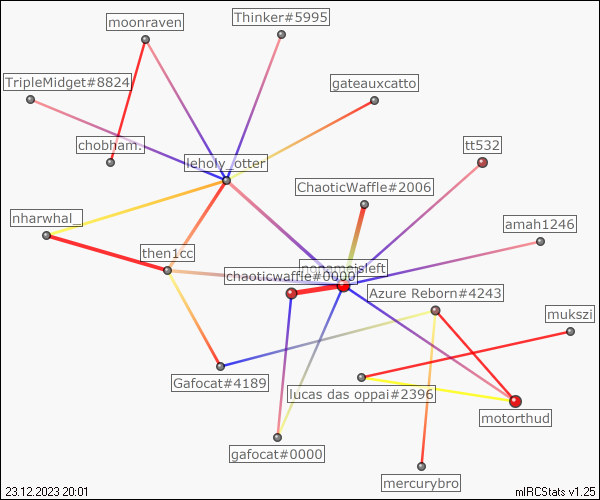 moonraven
Thinker#5995
TripleMidget#8824
gateauxcatto
chobham.
tt532
leholy_otter
ChaoticWaffle#2006
nharwhal_
amah1246
then1cc
nonameisleft
chaoticwaffle#0000
Azure Reborn#4243
mukszi
Gafocat#4189
lucas das oppai#2396
motorthud
gafocat#0000
mercurybro
23.12.2023 20:01
mIRCStats v1.25